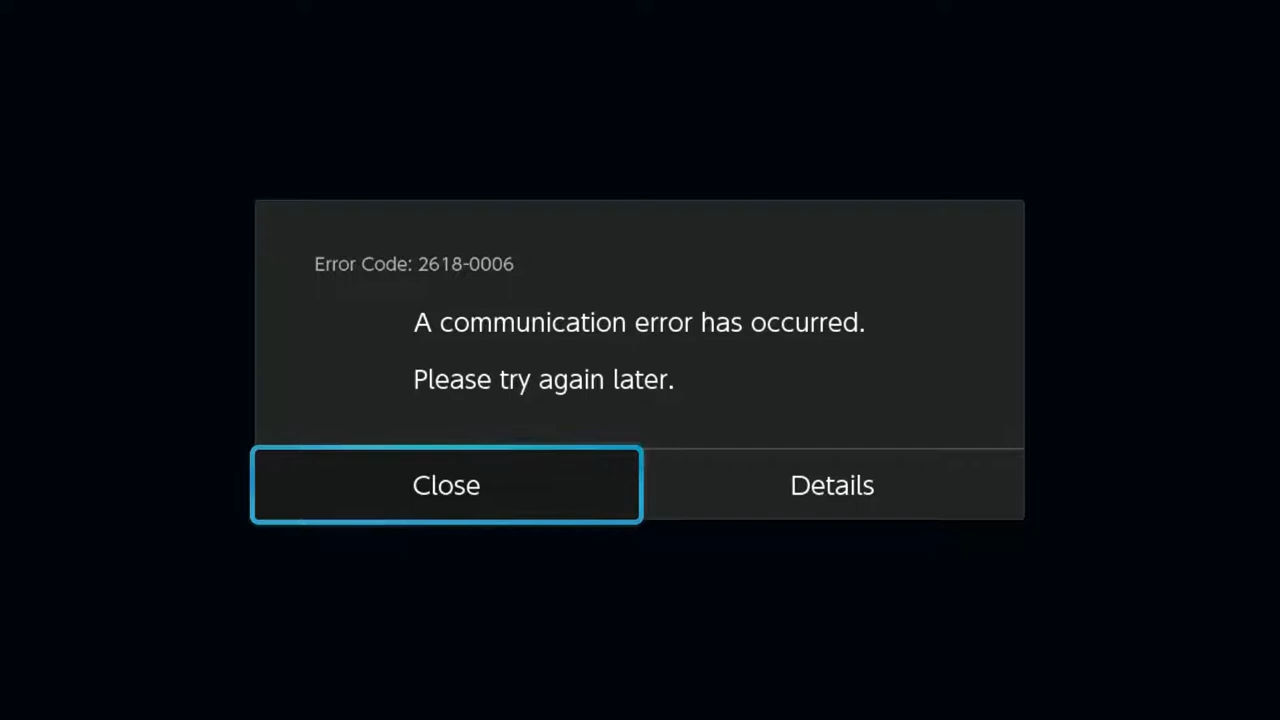 Error Code: 2618-0006
A communication error has occurred.
Please try again later.
Close
Details